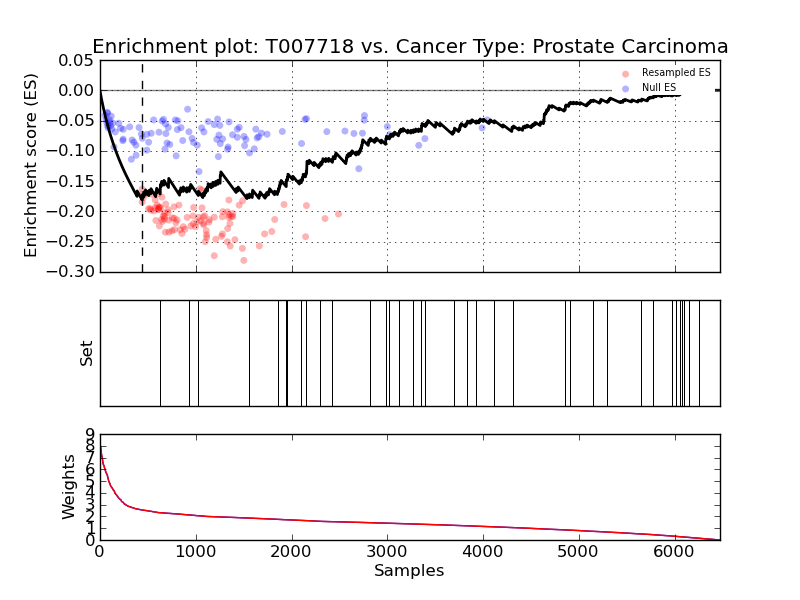 Enrichment plot: T007718 vs. Cancer Type: Prostate Carcinoma
Enrichment score (ES)
0.05
0.00
−0.05
−0.10
−0.15
−0.20
−0.25
−0.30
Resampled ES
Null ES
Set
Weights
9
8
7
6
5
4
3
2
1
0
0 1000 2000 3000 4000 5000 6000
Samples